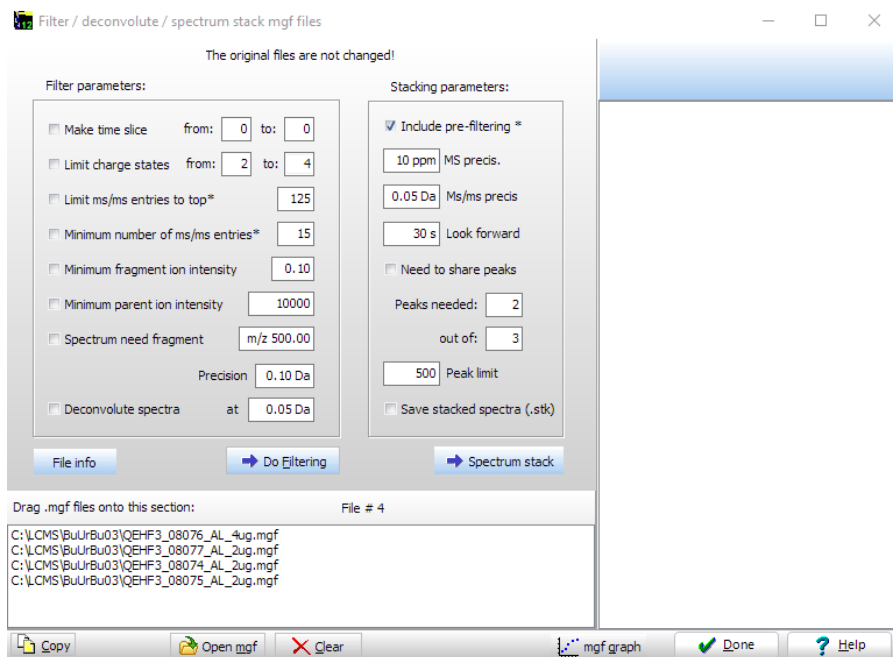 Filter / deconvolute / spectrum stack mgf files
The original files are not changed!
Filter parameters:
Make time slice from: 0 to: 0
Limit charge states from: 2 to: 4
Limit ms/ms entries to top* 125
Minimum number of ms/ms entries* 15
Minimum fragment ion intensity 0.10
Minimum parent ion intensity 10000
Spectrum need fragment m/z 500.00
Precision 0.10 Da
Deconvolute spectra at 0.05 Da
File info
Do Filtering
Stacking parameters:
Include pre-filtering *
10 ppm MS precis.
0.05 Da Ms/ms precis
30 s Look forward
Need to share peaks
Peaks needed: 2
out of: 3
500 Peak limit
Save stacked spectra (.stk)
Spectrum stack
Drag .mgf files onto this section: File # 4
C:\LCMS\BuUrBu03\QEHF3_08076_AL_4ug.mgf
C:\LCMS\BuUrBu03\QEHF3_08077_AL_2ug.mgf
C:\LCMS\BuUrBu03\QEHF3_08074_AL_2ug.mgf
C:\LCMS\BuUrBu03\QEHF3_08075_AL_2ug.mgf
Copy Open mgf Clear mgf graph Done Help